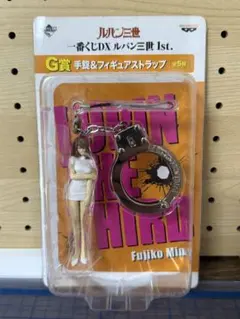 ルパン三世
一番くじDX ルパン三世 1st.
G賞 手錠&フィギュアストラップ
LUPIN
THE
THIRD
Fujiko Min